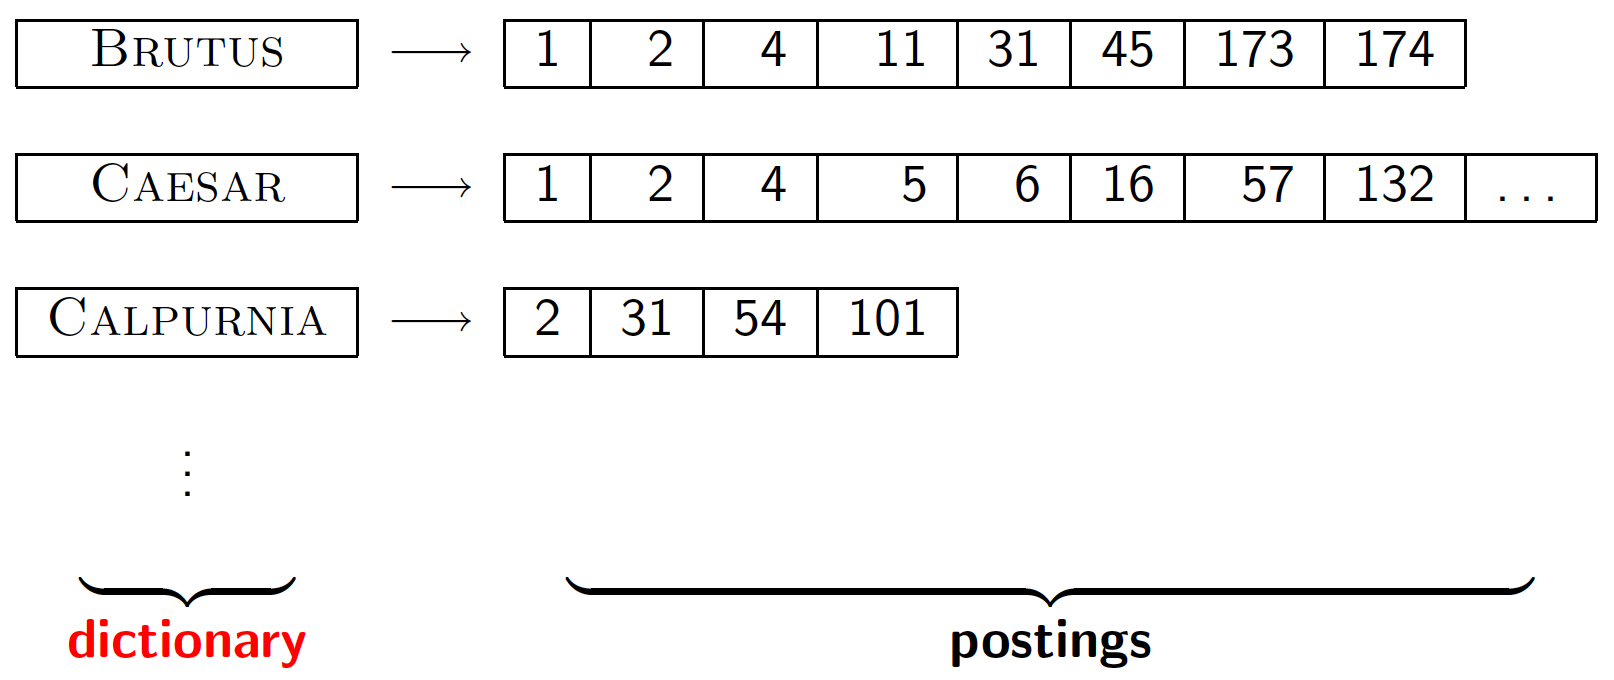 BRUTUS ⟶ 1 2 4 11 31 45 173 174
CAESAR ⟶ 1 2 4 5 6 16 57 132 ...
CALPURNIA ⟶ 2 31 54 101
⋮
dictionary postings